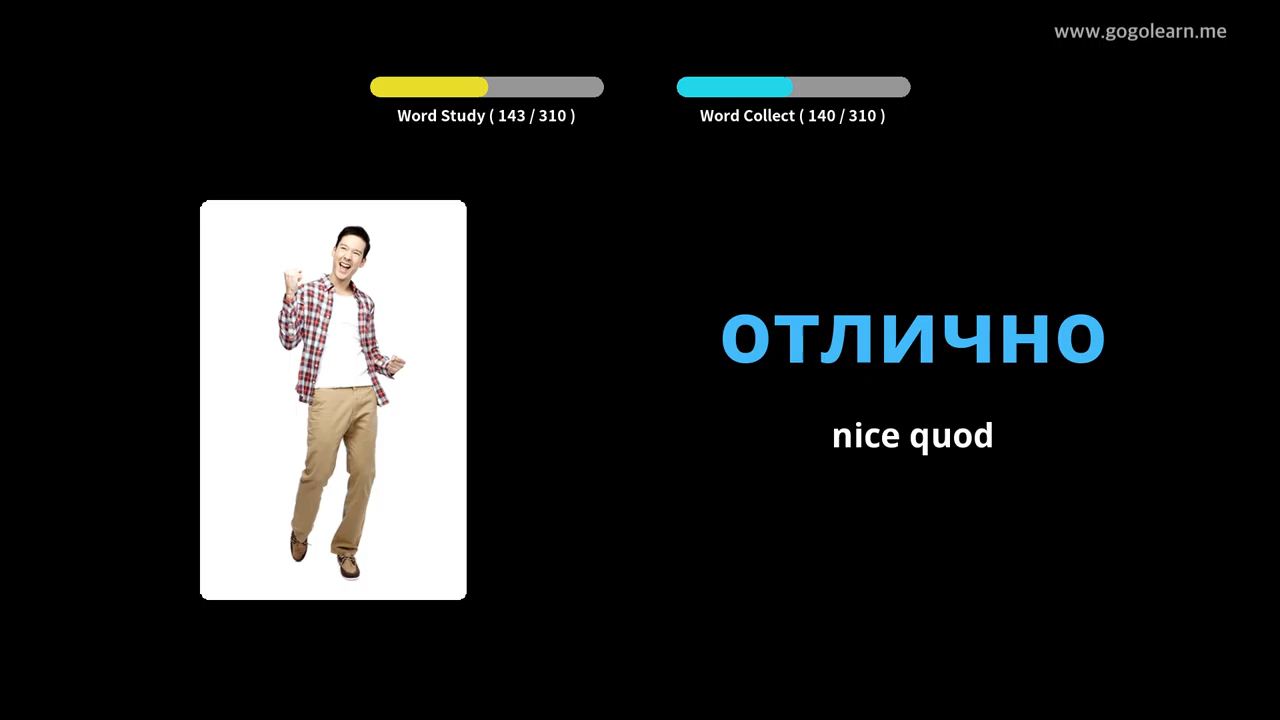 www.gogolearn.me
Word Study ( 143 / 310 )
Word Collect ( 140 / 310 )
отлично
nice quod